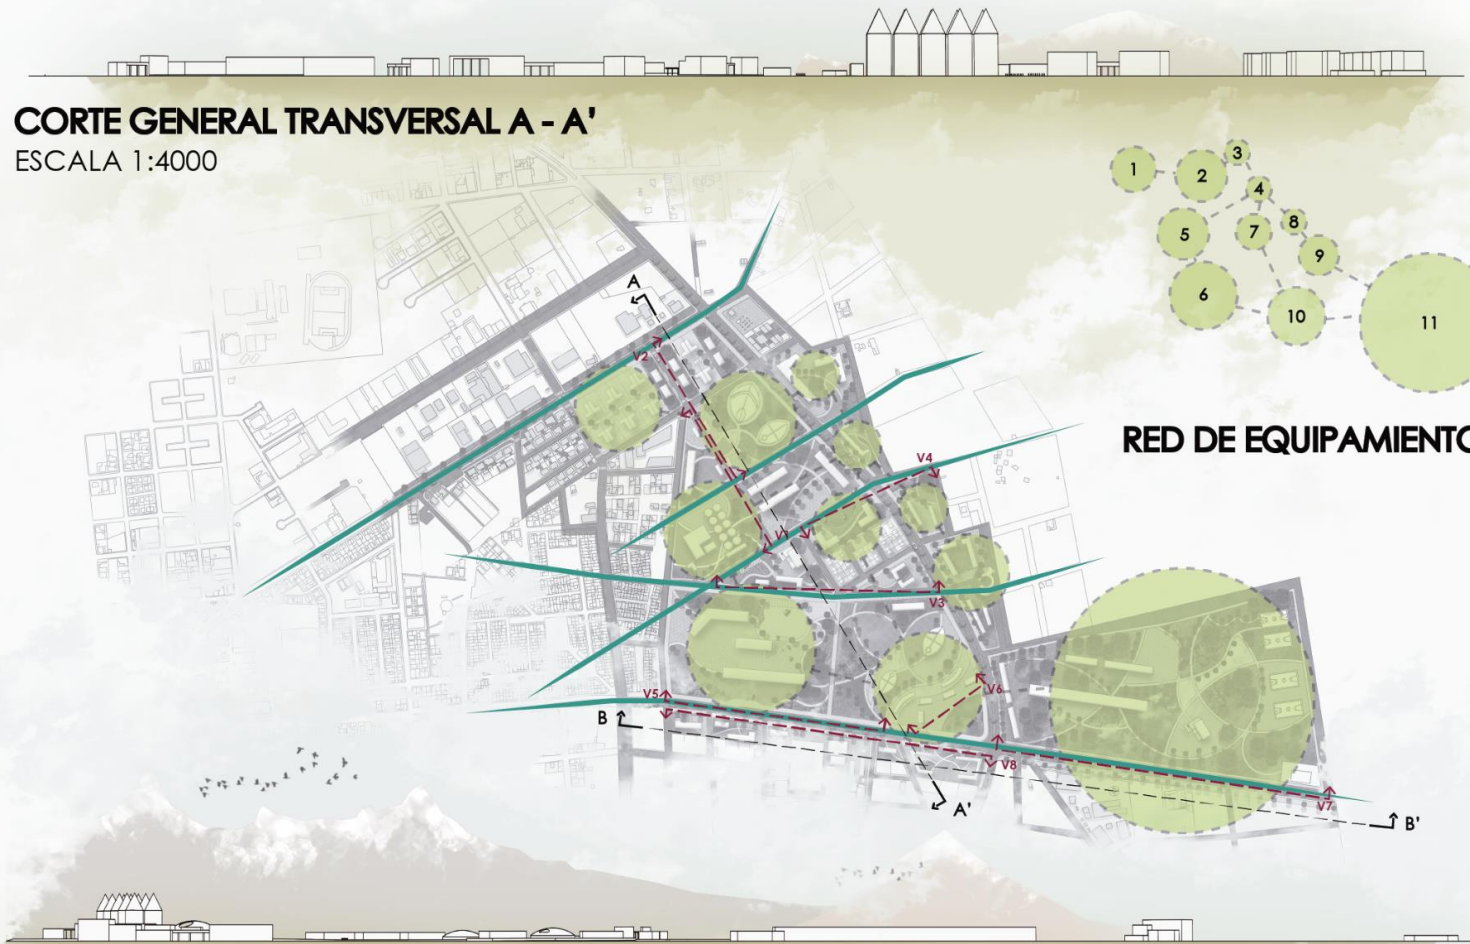 CORTE GENERAL TRANSVERSAL A - A'
ESCALA 1:4000
1
2
3
4
5
6
7
8
9
10
11
RED DE EQUIPAMIENTO
A
V2
V4
V1
V3
V5
B
V6
V8
A'
V7
B'